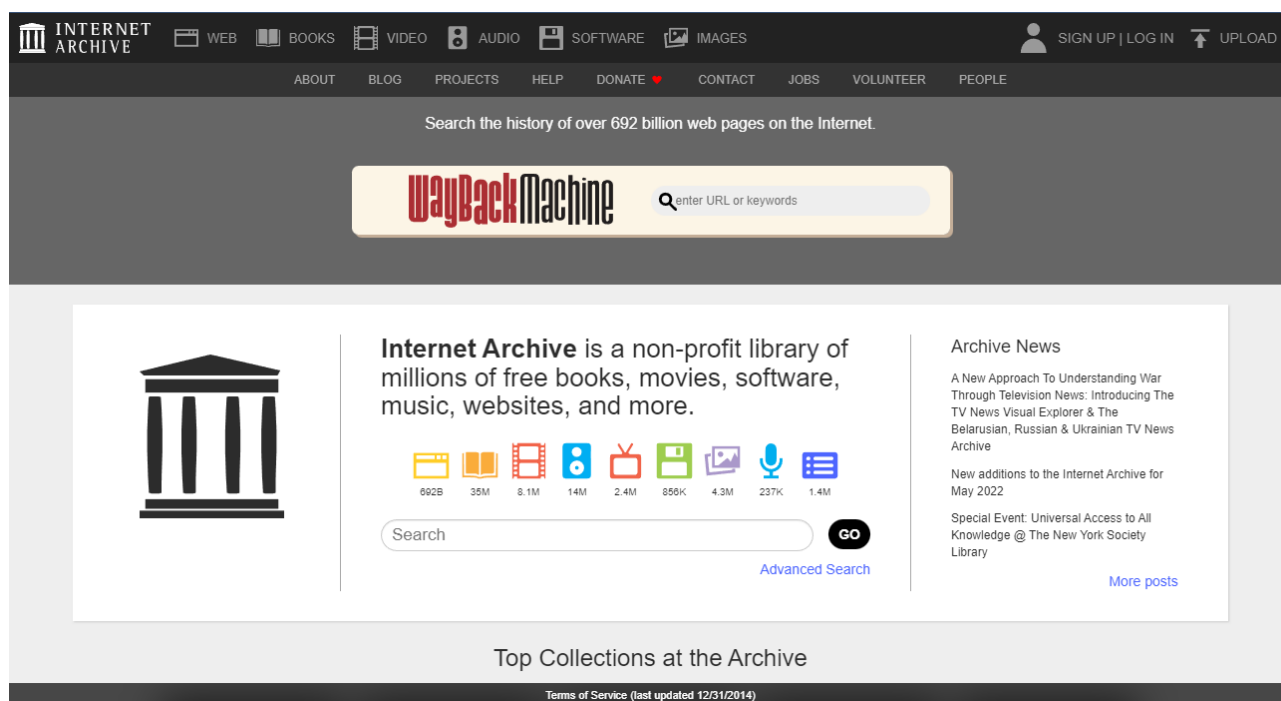 INTERNET
ARCHIVE
WEB BOOKS VIDEO AUDIO SOFTWARE IMAGES SIGN UP | LOG IN UPLOAD
ABOUT BLOG PROJECTS HELP DONATE CONTACT JOBS VOLUNTEER PEOPLE
Search the history of over 692 billion web pages on the Internet.
WayBackMachine enter URL or keywords
Internet Archive is a non-profit library of
millions of free books, movies, software,
music, websites, and more.
692B 35M 8.1M 14M 2.4M 856K 4.3M 237K 1.4M
Search GO
Advanced Search
Archive News
A New Approach To Understanding War
Through Television News: Introducing The
TV News Visual Explorer & The
Belarusian, Russian & Ukrainian TV News
Archive
New additions to the Internet Archive for
May 2022
Special Event: Universal Access to All
Knowledge @ The New York Society
Library
More posts
Top Collections at the Archive
Terms of Service (last updated 12/31/2014)